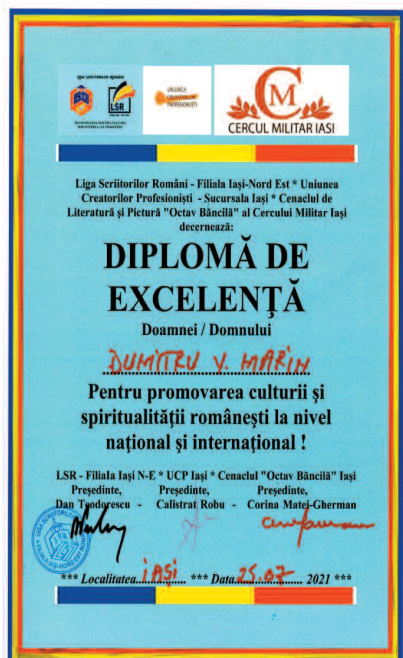 LIGA SCRIITORILOR ROMÂNI
LSR
UNIUNEA
CREATORILOR
PROFESIONIȘTI
CM
CERCUL MILITAR IASI
Liga Scriitorilor Români - Filiala Iași-Nord Est * Uniunea
Creatorilor Profesioniști - Sucursala Iași * Cenaclul de
Literatură și Pictură "Octav Băncilă" al Cercului Militar Iași
decernează:
DIPLOMĂ DE
EXCELENŢĂ
Doamnei / Domnului
DUMITRU V. MARIN
Pentru promovarea culturii și
spiritualității românești la nivel
național și internațional !
LSR - Filiala Iași N-E * UCP Iași * Cenaclul "Octav Băncilă" Iași
Președinte, Președinte, Președinte,
Dan Teodorescu - Calistrat Robu - Corina Matei-Gherman
*** Localitatea IAȘI *** Data 25.07 2021 ***